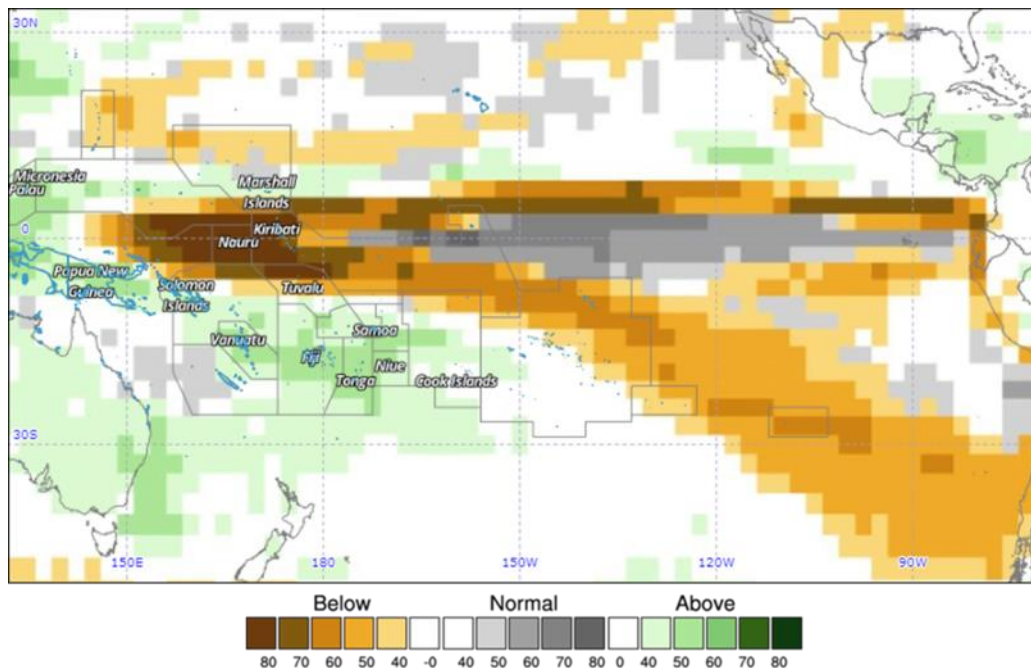 30N
Micronesia
Palau
Marshall
Islands
Kiribati
0
Nauru
Papua New
Guinea
Solomon
Islands
Tuvalu
Samoa
Vanuatu
Fiji
Niue
Tonga
Cook Islands
30S
150E 180 150W 120W 90W
Below Normal Above
80 70 60 50 40 -0 40 50 60 70 80 0 40 50 60 70 80